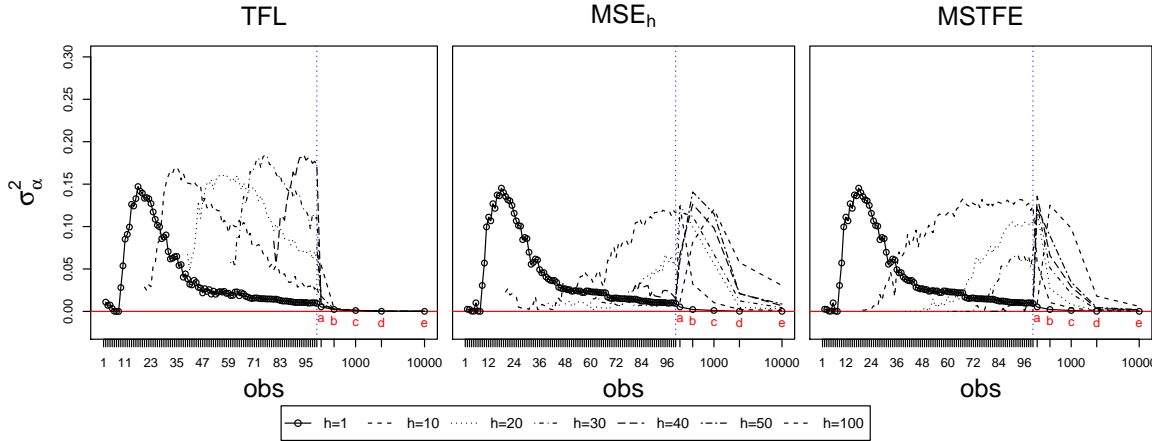 TFL MSEh MSTFE
σ²α
0.30
0.25
0.20
0.15
0.10
0.05
0.00
a b c d e a b c d e a b c d e
1 11 23 35 47 59 71 83 95 1000 10000 1 12 24 36 48 60 72 84 96 1000 10000 1 12 24 36 48 60 72 84 96 1000 10000
obs obs obs
h=1 h=10 h=20 h=30 h=40 h=50 h=100